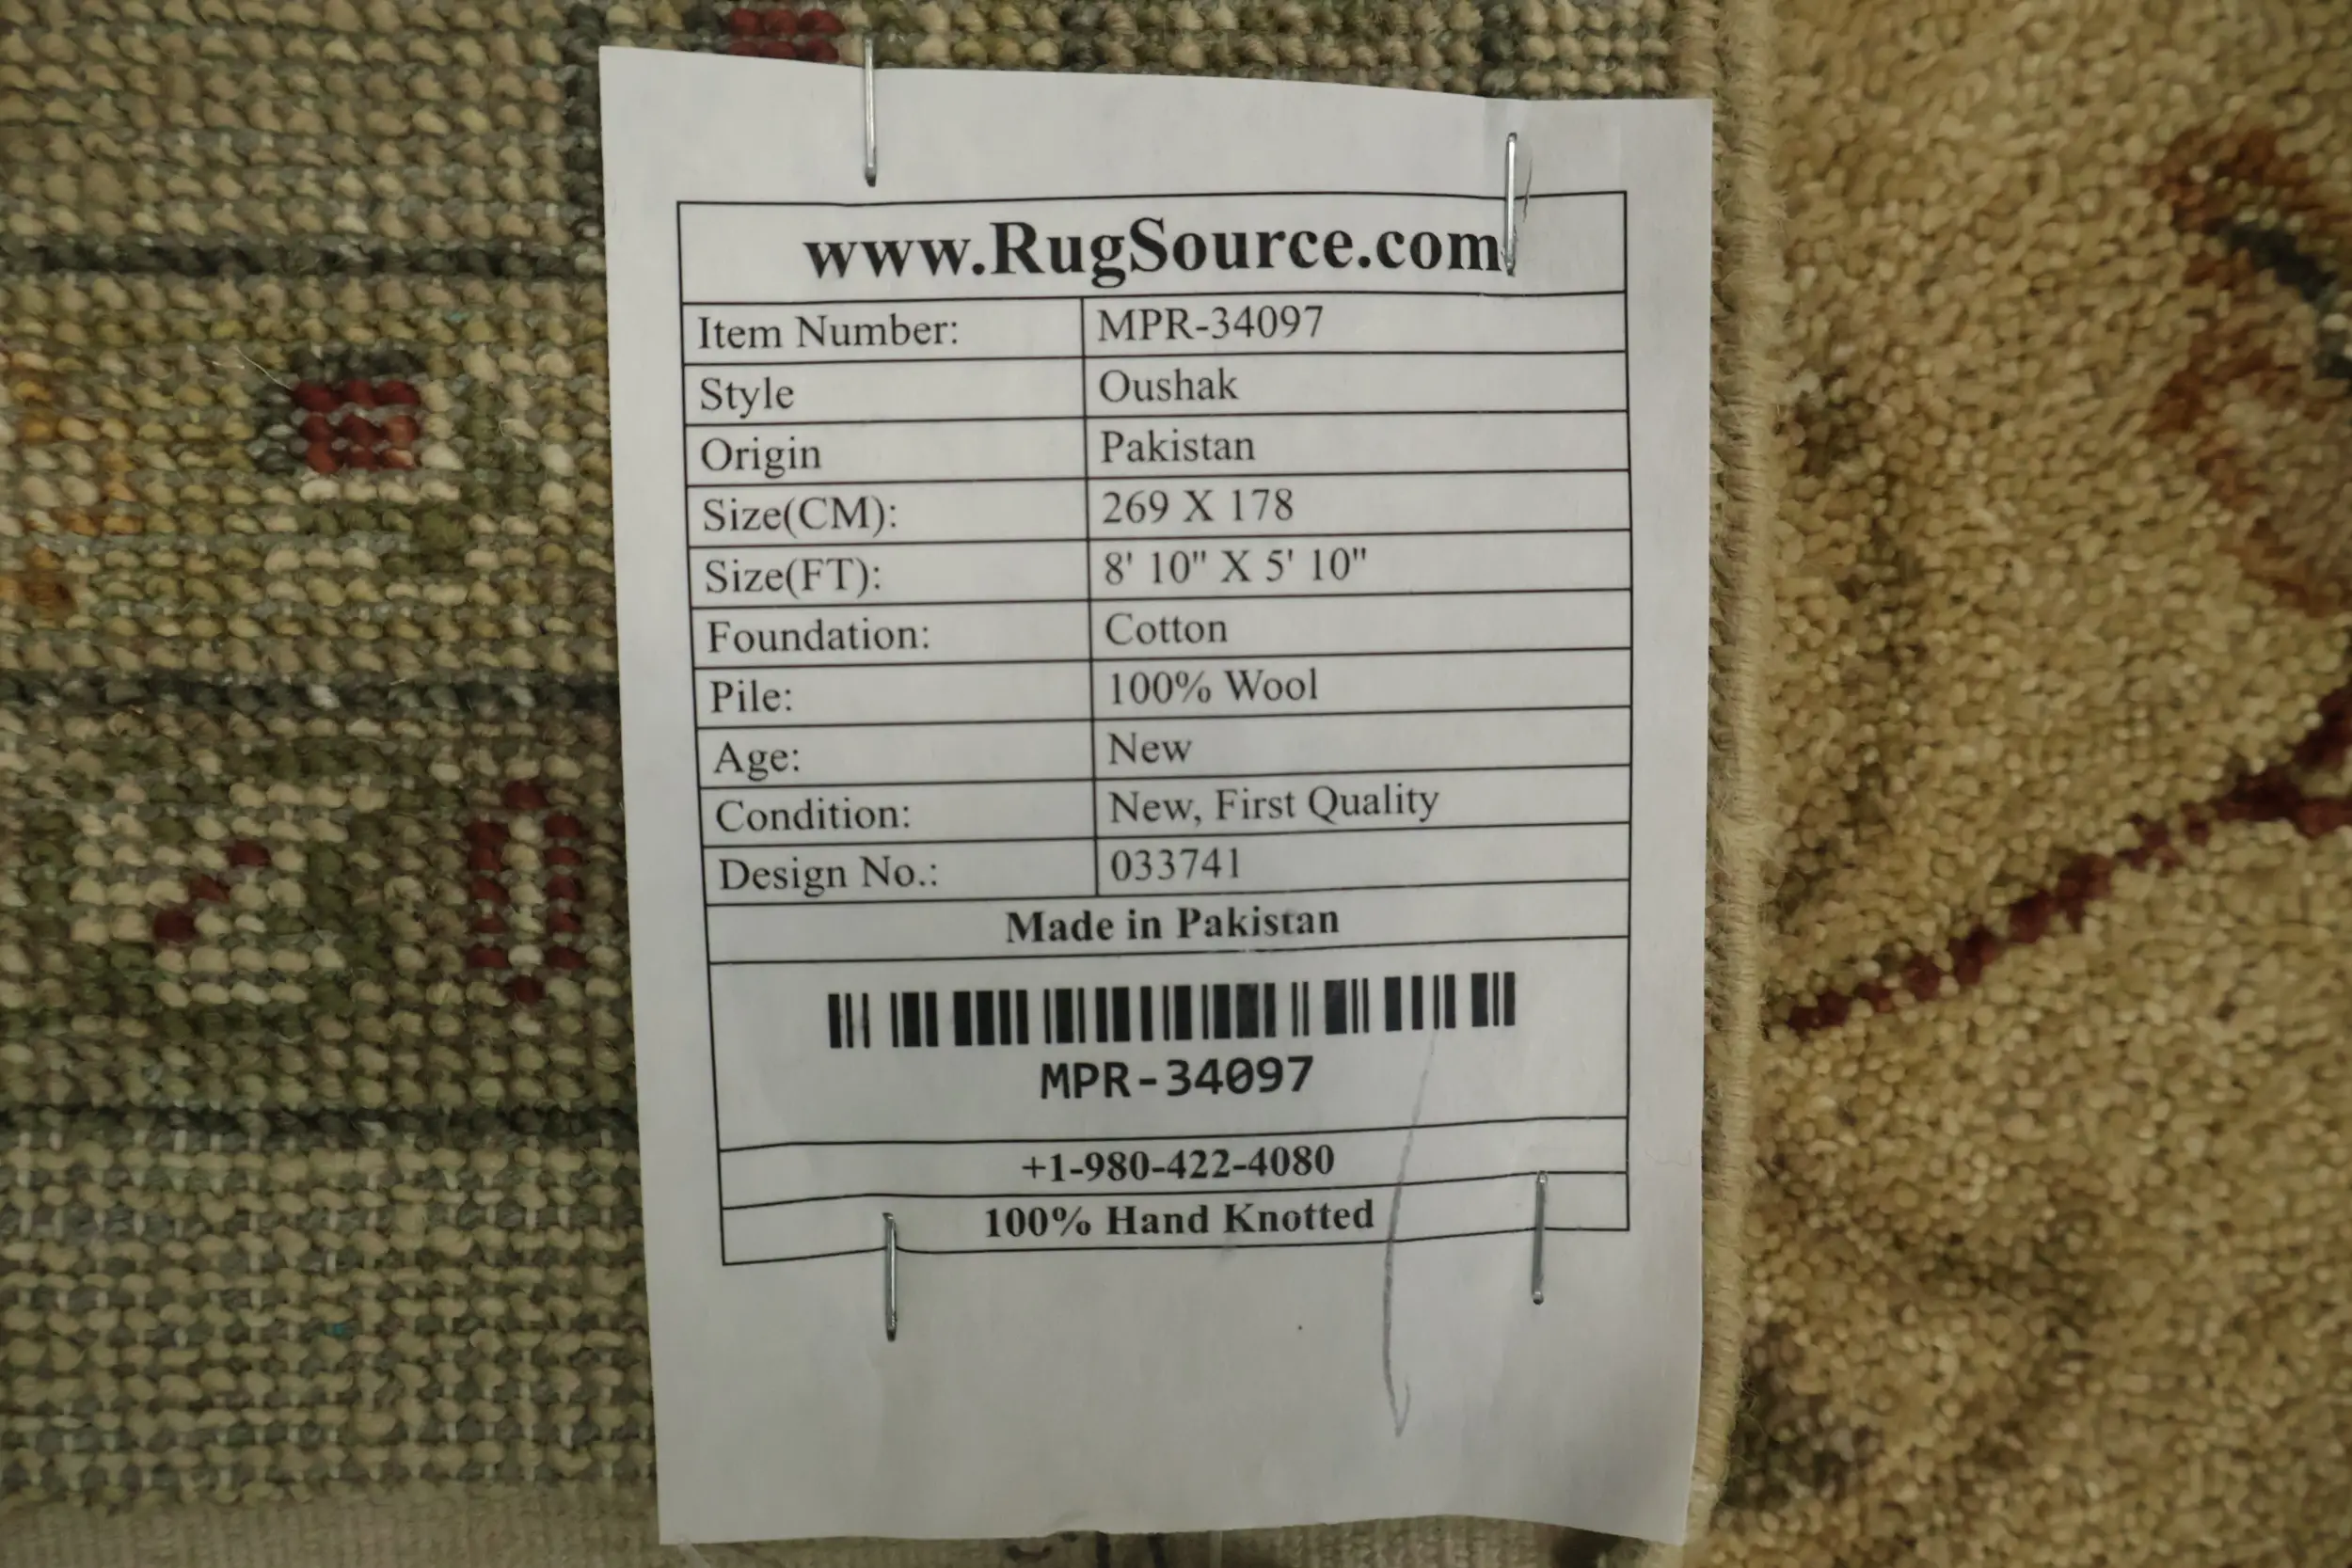 www.RugSource.com
Item Number: MPR-34097
Style Oushak
Origin Pakistan
Size(CM): 269 X 178
Size(FT): 8' 10" X 5' 10"
Foundation: Cotton
Pile: 100% Wool
Age: New
Condition: New, First Quality
Design No.: 033741
Made in Pakistan
MPR-34097
+1-980-422-4080
100% Hand Knotted